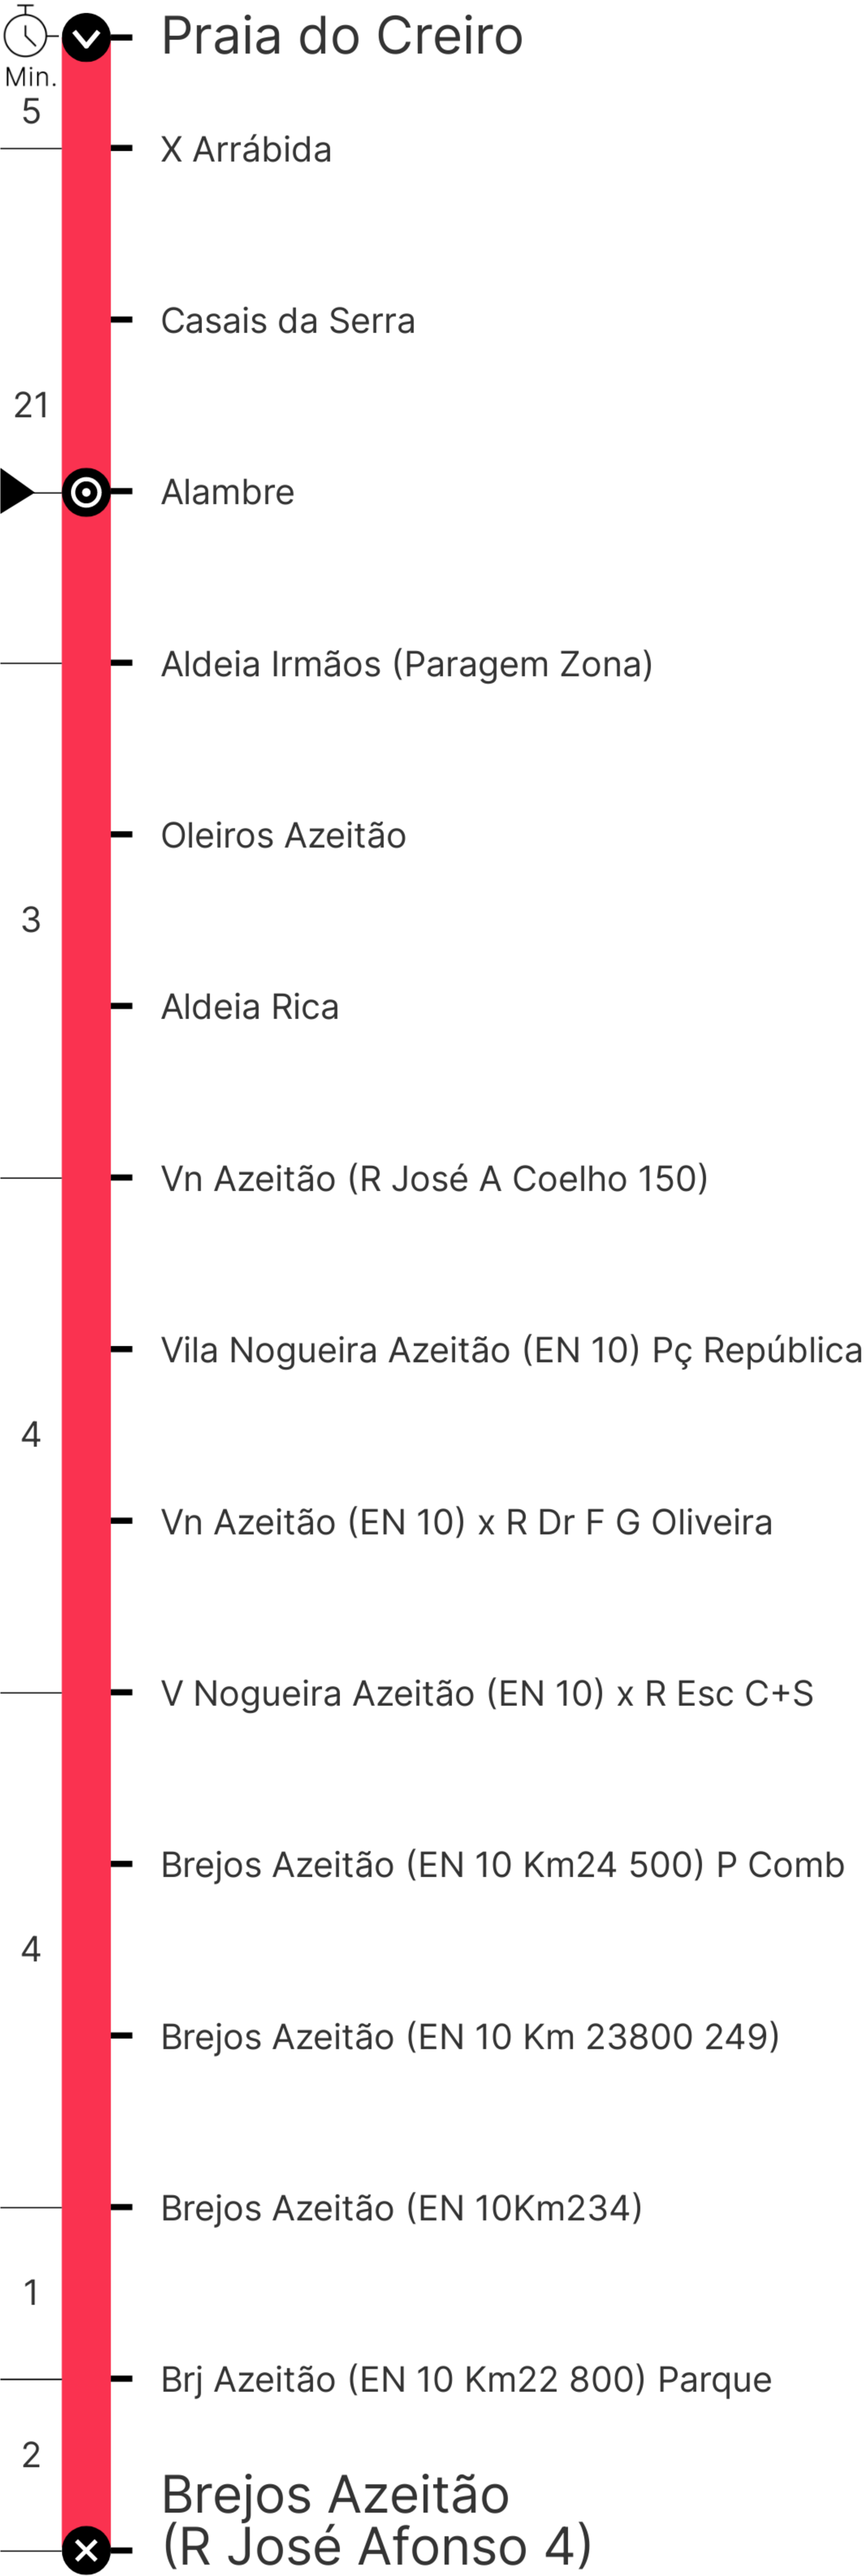 Praia do Creiro
Min.
5
X Arrábida
Casais da Serra
21
Alambre
Aldeia Irmãos (Paragem Zona)
Oleiros Azeitão
3
Aldeia Rica
Vn Azeitão (R José A Coelho 150)
Vila Nogueira Azeitão (EN 10) Pç República
4
Vn Azeitão (EN 10) x R Dr F G Oliveira
V Nogueira Azeitão (EN 10) x R Esc C+S
Brejos Azeitão (EN 10 Km24 500) P Comb
4
Brejos Azeitão (EN 10 Km 23800 249)
Brejos Azeitão (EN 10Km234)
1
Brj Azeitão (EN 10 Km22 800) Parque
2
Brejos Azeitão
(R José Afonso 4)